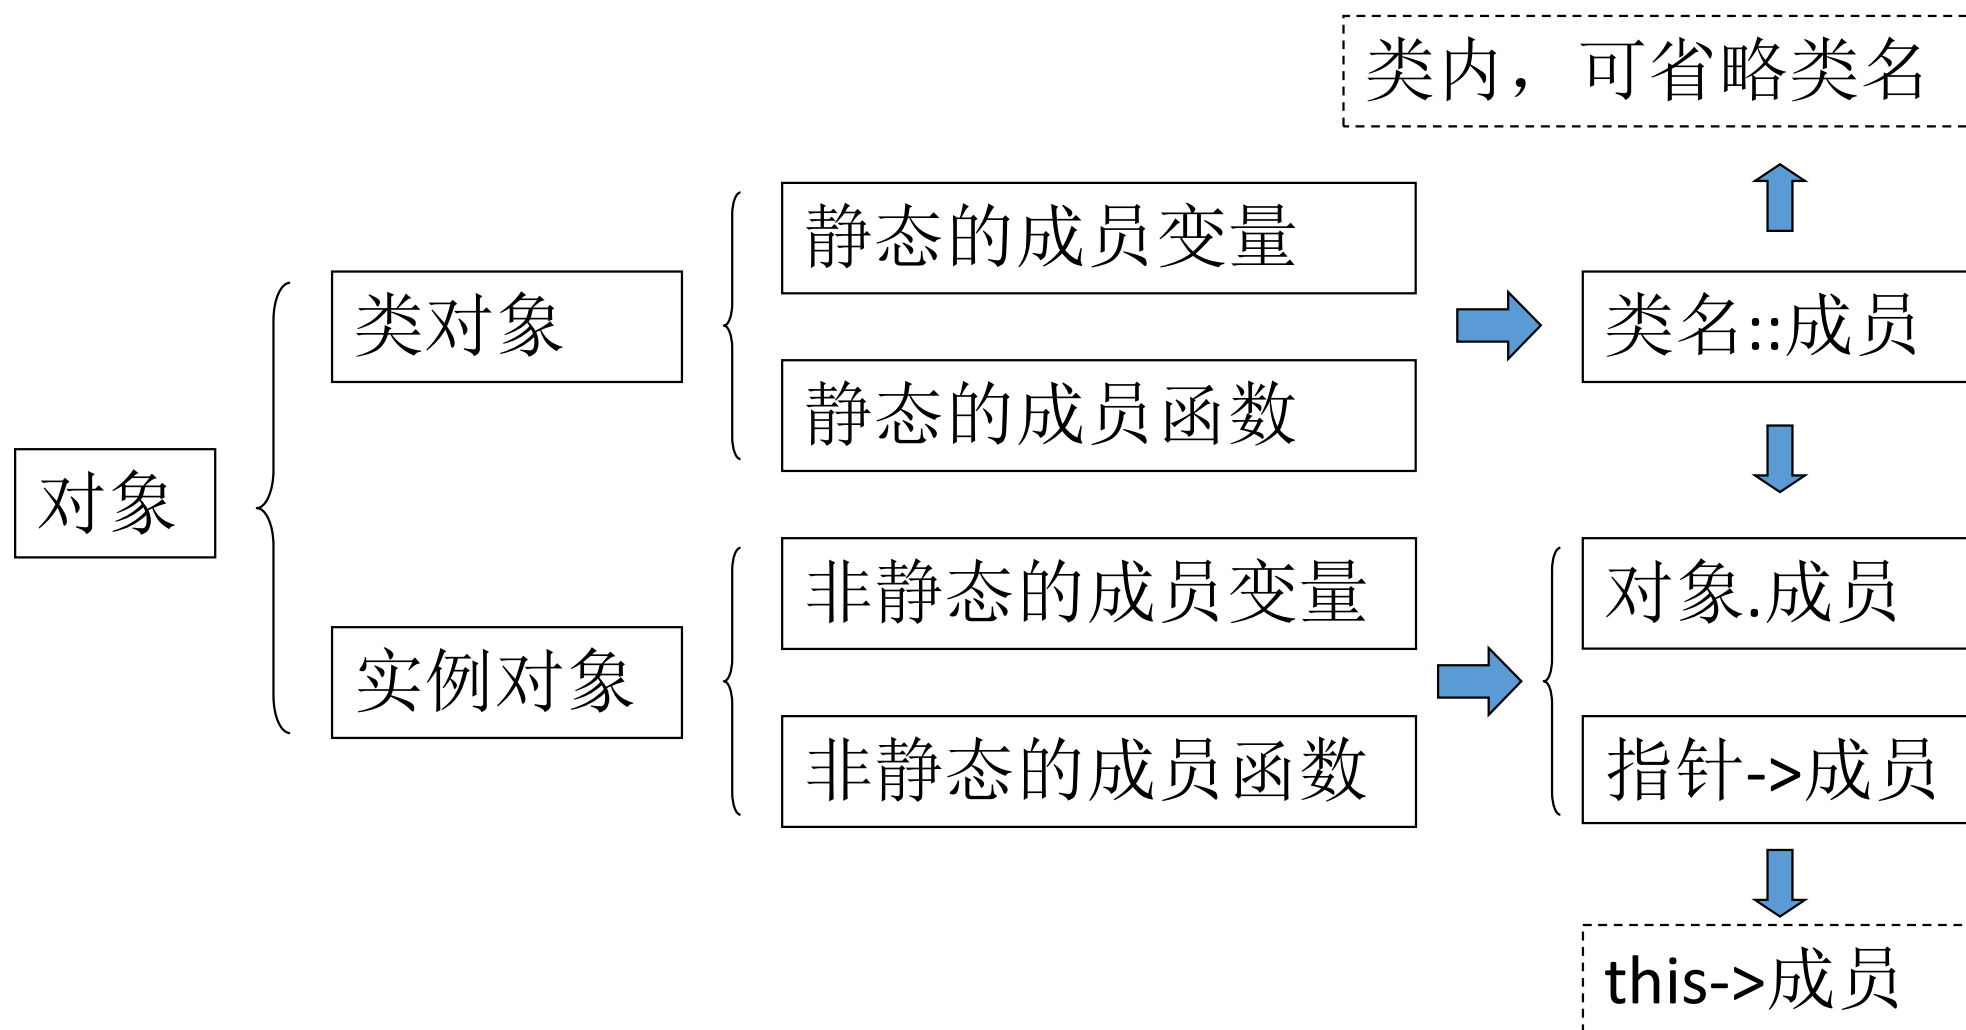 类内，可省略类名
静态的成员变量
类对象
类名::成员
静态的成员函数
对象
非静态的成员变量
对象.成员
实例对象
非静态的成员函数
指针->成员
this->成员